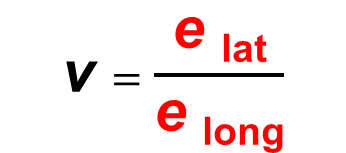 v = e lat / e long